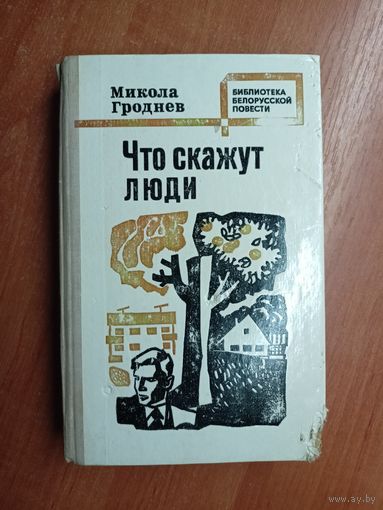 Микола
Гроднев
БИБЛИОТЕКА
БЕЛОРУССКОЙ
ПОВЕСТИ
Что скажут
люди
www.ay.by